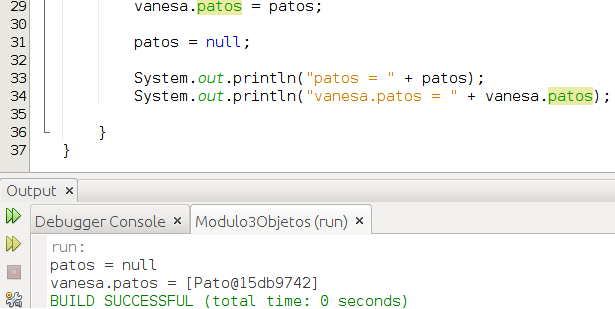 29 vanesa.patos = patos;
30
31 patos = null;
32
33 System.out.println("patos = " + patos);
34 System.out.println("vanesa.patos = " + vanesa.patos);
35
36 }
37 }
Output ×
Debugger Console × Modulo3Objetos (run) ×
run:
patos = null
vanesa.patos = [Pato@15db9742]
BUILD SUCCESSFUL (total time: 0 seconds)